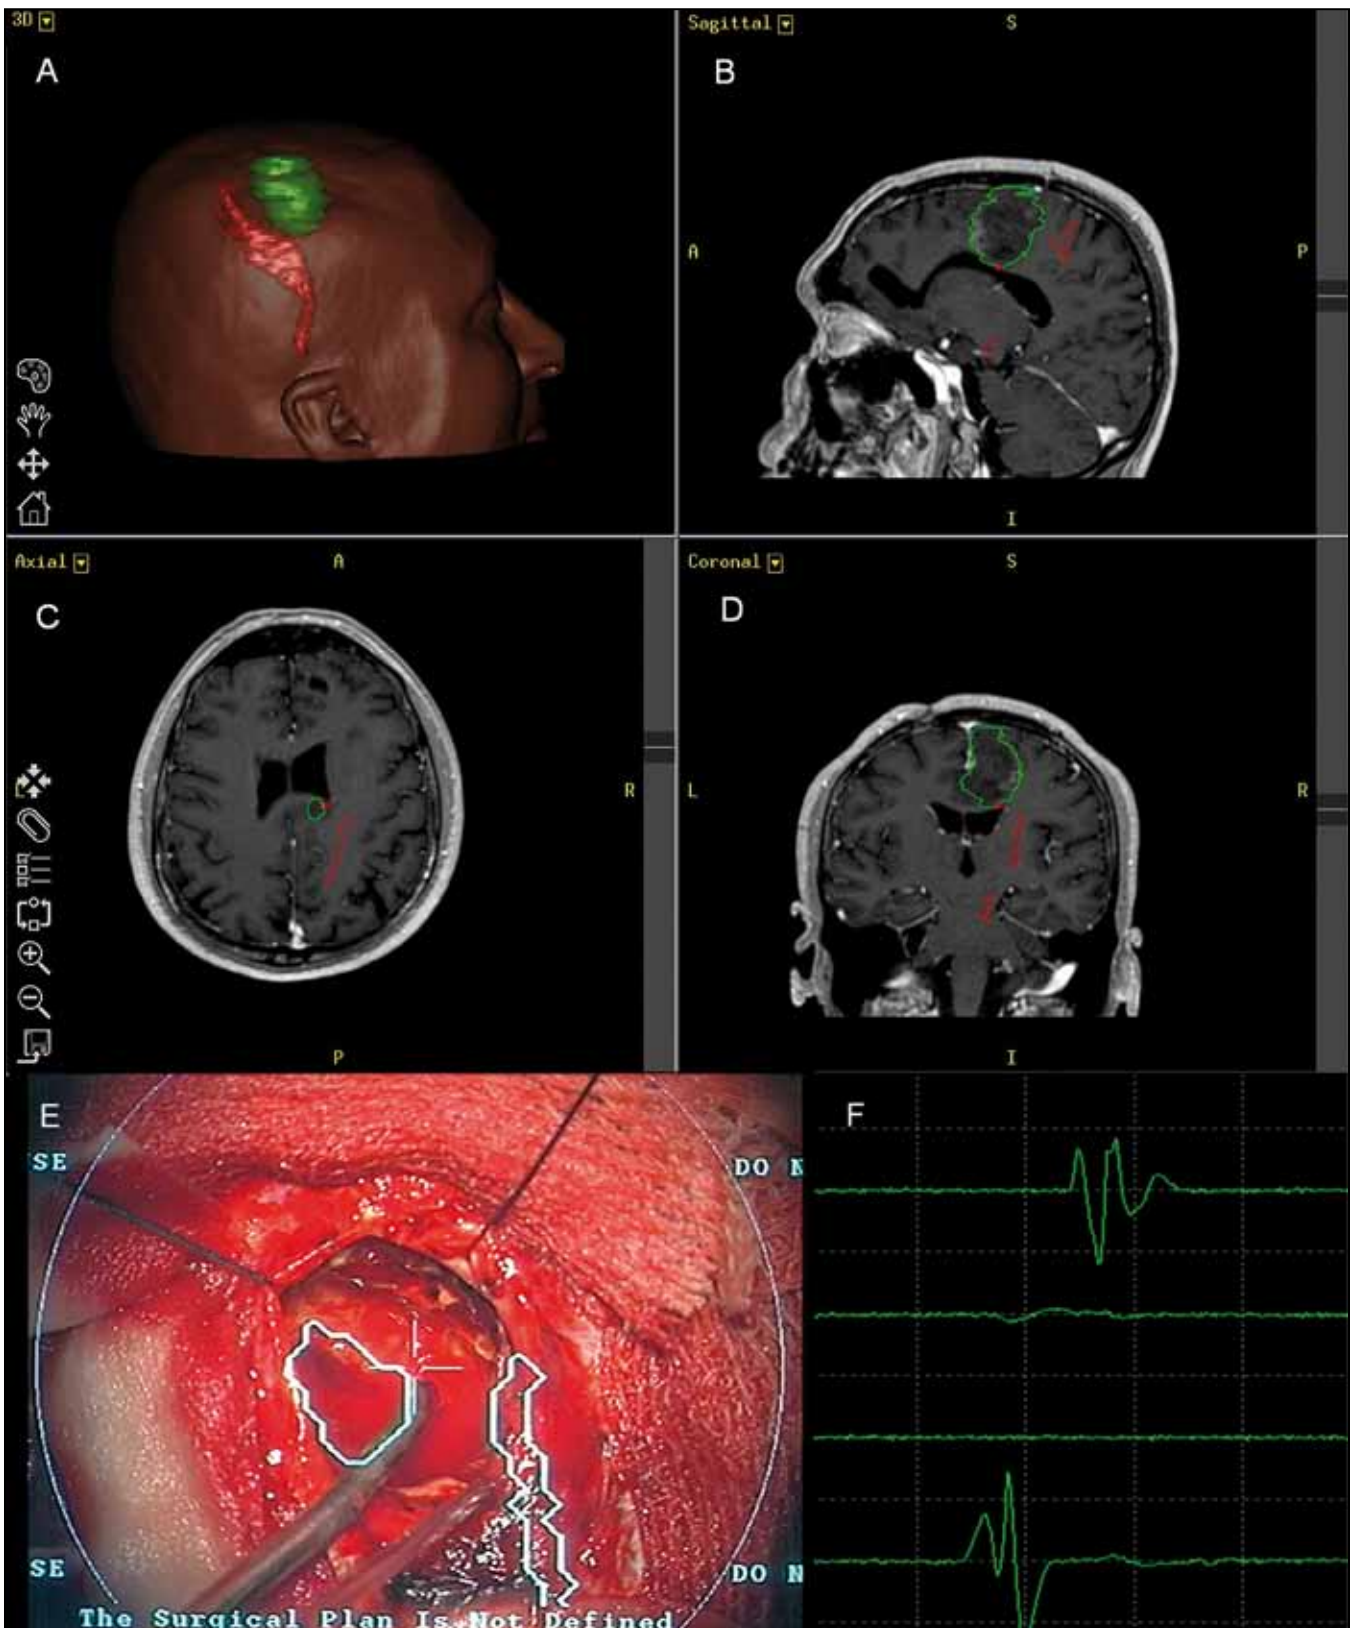 3D
A
Sagittal
S
B
A
P
I
Axial
A
C
L
R
P
Coronal
S
D
L
R
I
E
SE
DO N
SE
DO N
The Surgical Plan Is Not Defined
F